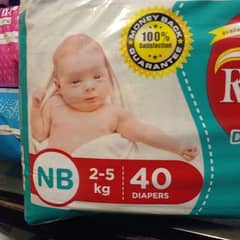 MONEY BACK
100%
Satisfaction
GUARANTEE
R
NB
2-5
kg
40
DIAPERS